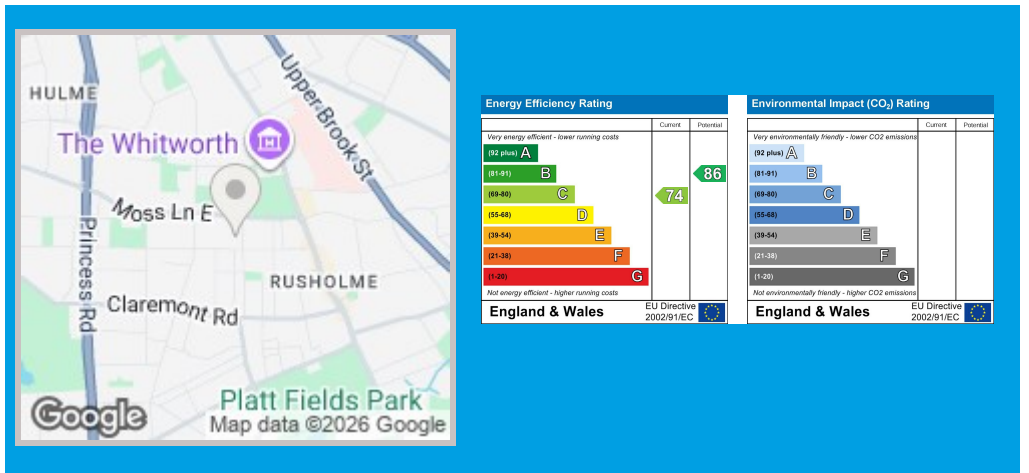 HULME
Upper Brook St
The Whitworth
Moss Ln E
Princess Rd
RUSHOLME
Claremont Rd
Platt Fields Park
Google
Map data ©2026 Google
Energy Efficiency Rating
Current Potential
Very energy efficient - lower running costs
(92 plus) A
(81-91) B
86
(69-80) C
74
(55-68) D
(39-54) E
(21-38) F
(1-20) G
Not energy efficient - higher running costs
England & Wales
EU Directive
2002/91/EC
Environmental Impact (CO₂) Rating
Current Potential
Very environmentally friendly - lower CO2 emissions
(92 plus) A
(81-91) B
(69-80) C
(55-68) D
(39-54) E
(21-38) F
(1-20) G
Not environmentally friendly - higher CO2 emissions
England & Wales
EU Directive
2002/91/EC